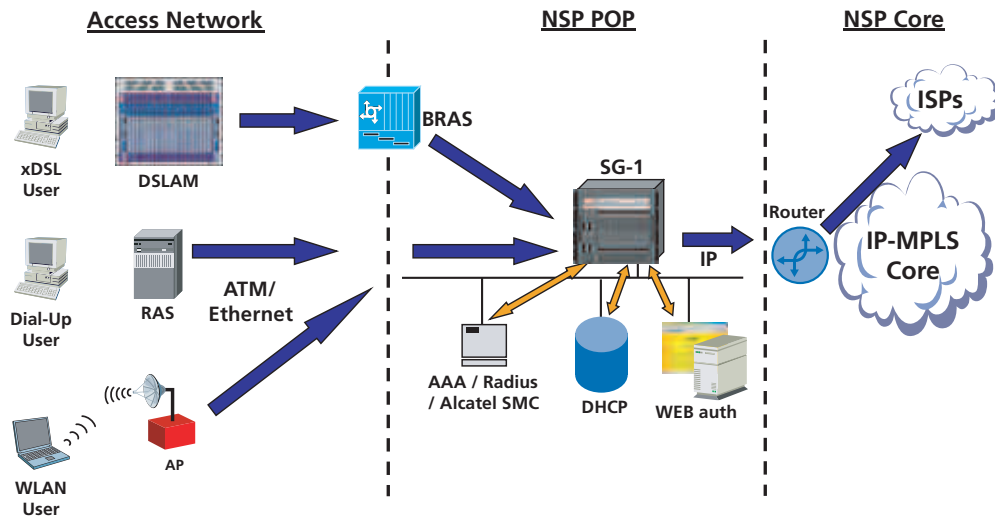 Access Network
NSP POP
NSP Core
xDSL
User
DSLAM
BRAS
SG-1
ISPs
Router
IP
IP-MPLS
Core
Dial-Up
User
RAS
ATM/
Ethernet
AAA / Radius
/ Alcatel SMC
DHCP
WEB auth
WLAN
User
AP